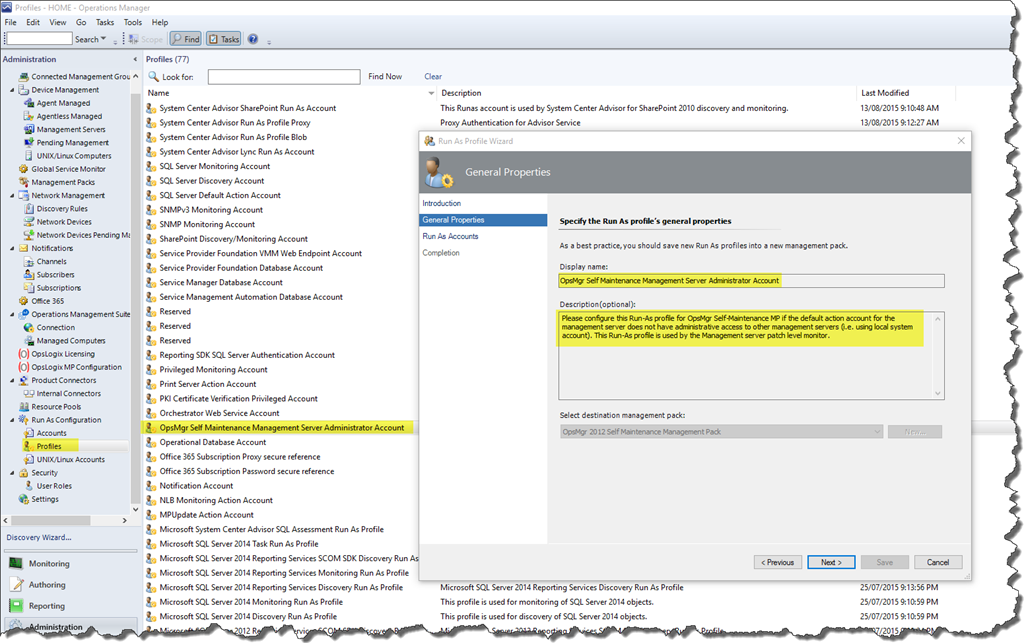 Profiles - HOME - Operations Manager
File Edit View Go Tasks Tools Help
Search Scope Find Tasks
Administration
Connected Management Grou
Device Management
Agent Managed
Agentless Managed
Management Servers
Pending Management
UNIX/Linux Computers
Global Service Monitor
Management Packs
Network Management
Discovery Rules
Network Devices
Network Devices Pending Ma
Notifications
Channels
Subscribers
Subscriptions
Office 365
Operations Management Suite
Connection
Managed Computers
OpsLogix Licensing
OpsLogix MP Configuration
Product Connectors
Internal Connectors
Resource Pools
Run As Configuration
Accounts
Profiles
UNIX/Linux Accounts
Security
User Roles
Settings
Discovery Wizard...
Monitoring
Authoring
Reporting
Administration
Profiles (77)
Look for: Find Now Clear
Name Description Last Modified
System Center Advisor SharePoint Run As Account This Runas account is used by System Center Advisor for SharePoint 2010 discovery and monitoring. 13/08/2015 9:10:48 AM
System Center Advisor Run As Profile Proxy Proxy Authentication for Advisor Service 13/08/2015 9:12:27 AM
System Center Advisor Run As Profile Blob
System Center Advisor Lync Run As Account
SQL Server Monitoring Account
SQL Server Discovery Account
SQL Server Default Action Account
SNMPv3 Monitoring Account
SNMP Monitoring Account
SharePoint Discovery/Monitoring Account
Service Provider Foundation VMM Web Endpoint Account
Service Provider Foundation Database Account
Service Manager Database Account
Service Management Automation Database Account
Reserved
Reserved
Reserved
Reporting SDK SQL Server Authentication Account
Privileged Monitoring Account
Print Server Action Account
PKI Certificate Verification Privileged Account
Orchestrator Web Service Account
OpsMgr Self Maintenance Management Server Administrator Account
Operational Database Account
Office 365 Subscription Proxy secure reference
Office 365 Subscription Password secure reference
Notification Account
NLB Monitoring Action Account
MPUpdate Action Account
Microsoft System Center Advisor SQL Assessment Run As Profile
Microsoft SQL Server 2014 Task Run As Profile
Microsoft SQL Server 2014 Reporting Services SCOM SDK Discovery Run As
Microsoft SQL Server 2014 Reporting Services Monitoring Run As Profile
Microsoft SQL Server 2014 Reporting Services Discovery Run As Profile Microsoft SQL Server 2014 Reporting Services Discovery Run As Profile 25/07/2015 9:13:56 PM
Microsoft SQL Server 2014 Monitoring Run As Profile This profile is used for monitoring of SQL Server 2014 objects. 25/07/2015 9:10:59 PM
Microsoft SQL Server 2014 Discovery Run As Profile This profile is used for discovery of SQL Server 2014 objects. 25/07/2015 9:10:59 PM
Run As Profile Wizard
General Properties
Introduction
General Properties
Run As Accounts
Completion
Specify the Run As profile's general properties
As a best practice, you should save new Run As profiles into a new management pack.
Display name:
OpsMgr Self Maintenance Management Server Administrator Account
Description(optional):
Please configure this Run-As profile for OpsMgr Self-Maintenance MP if the default action account for the
management server does not have administrative access to other management servers (i.e. using local system
account). This Run-As profile is used by the Management server patch level monitor.
Select destination management pack:
OpsMgr 2012 Self Maintenance Management Pack New...
< Previous Next > Save Cancel